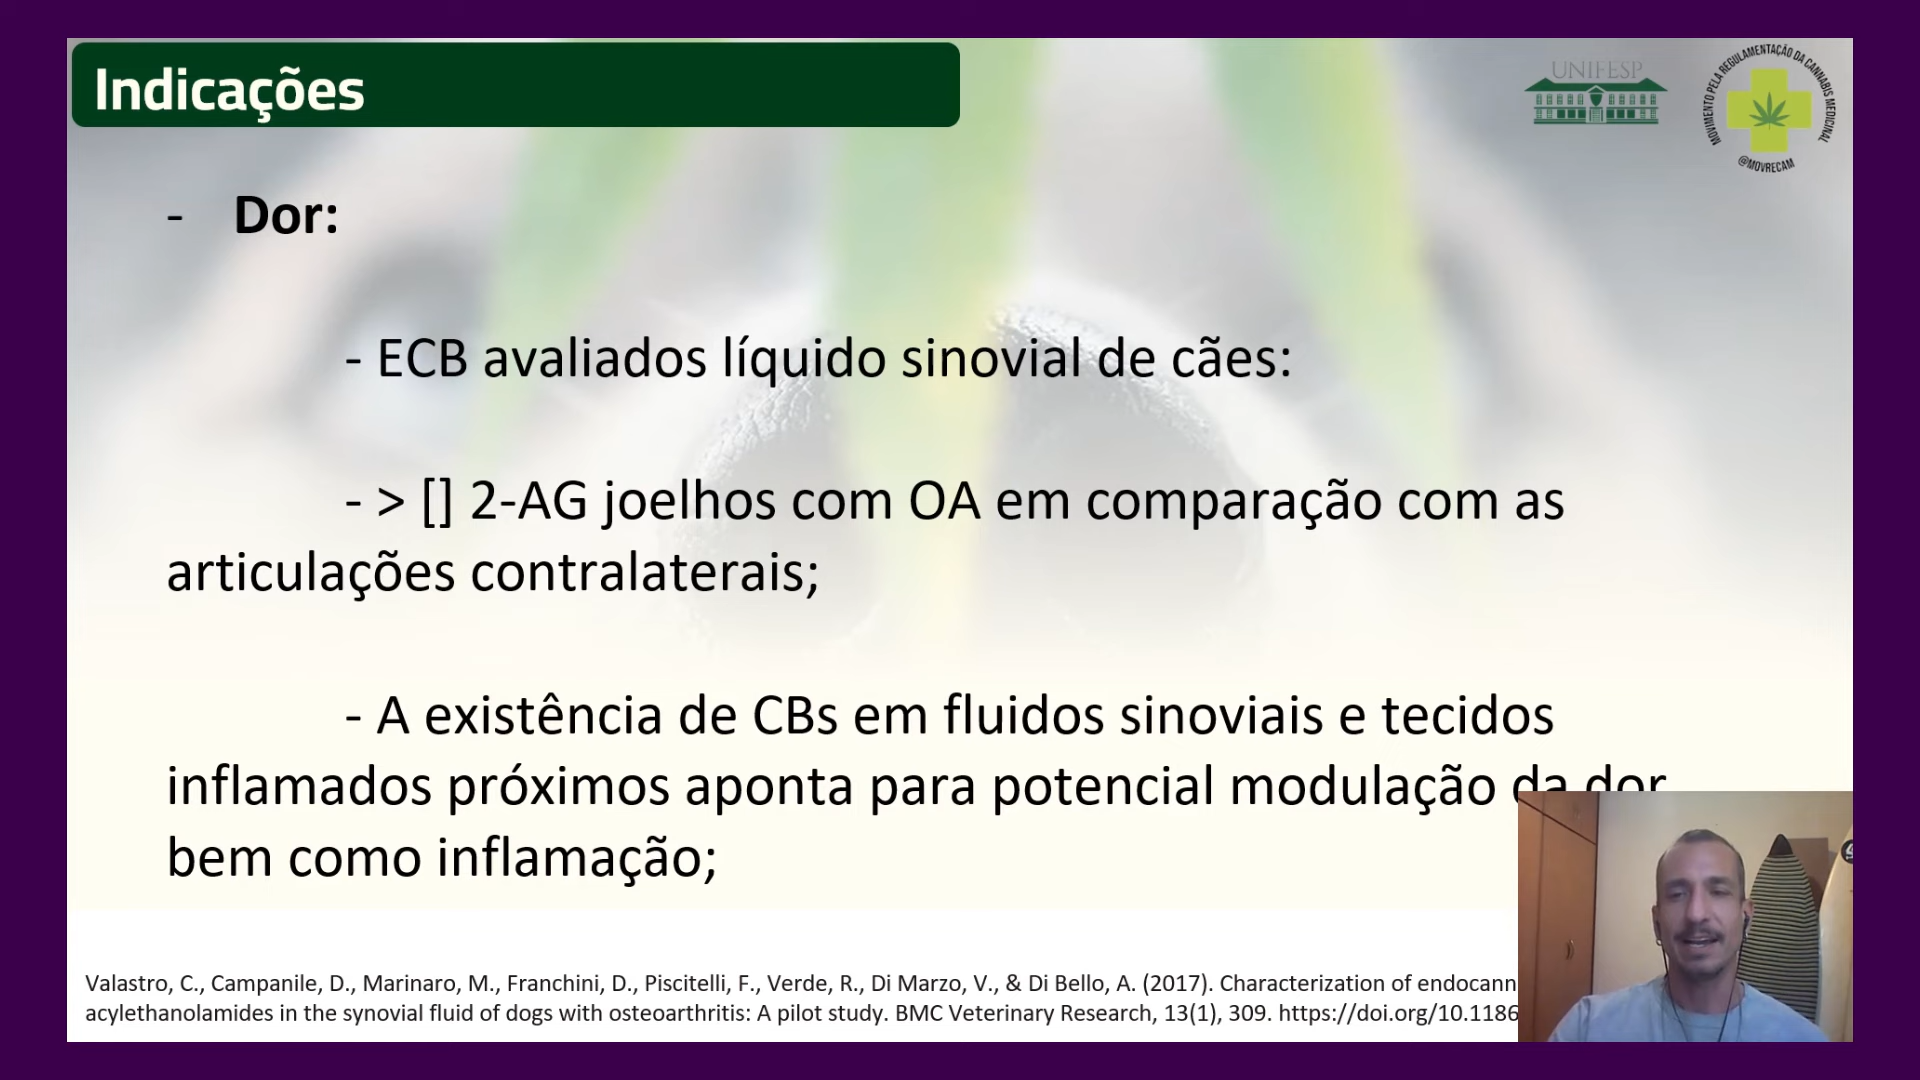 Indicações
UNIFESP
MOVIMENTO PELA REGULAMENTAÇÃO DA CANNABIS MEDICINAL
@MOVRECAM
- Dor:
- ECB avaliados líquido sinovial de cães:
- > [] 2-AG joelhos com OA em comparação com as
articulações contralaterais;
- A existência de CBs em fluidos sinoviais e tecidos
inflamados próximos aponta para potencial modulação da dor
bem como inflamação;
Valastro, C., Campanile, D., Marinaro, M., Franchini, D., Piscitelli, F., Verde, R., Di Marzo, V., & Di Bello, A. (2017). Characterization of endocann
acylethanolamides in the synovial fluid of dogs with osteoarthritis: A pilot study. BMC Veterinary Research, 13(1), 309. https://doi.org/10.1186